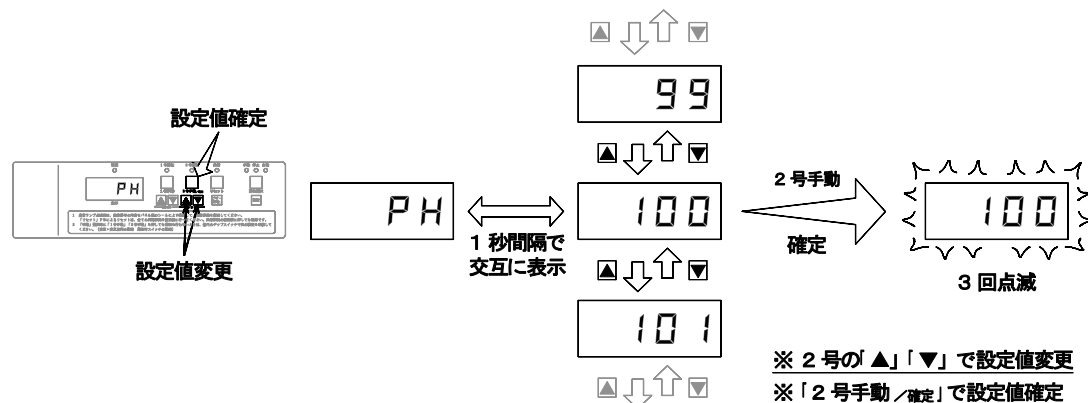 ▲ ▼
99
設定値確定
▲ ▼
PH
PH
1秒間隔で
交互に表示
100
2号手動
確定
100
3回点滅
設定値変更
▲ ▼
101
▲ ▼
※ 2号の「▲」「▼」で設定値変更
※「2号手動／確定」で設定値確定